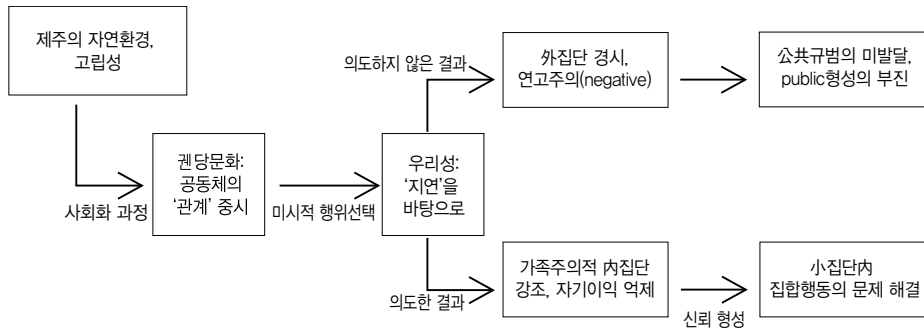 제주의 자연환경,
고립성
사회화 과정
궨당문화:
공동체의
‘관계’ 중시
미시적 행위선택
우리성:
‘지연’을
바탕으로
의도하지 않은 결과
外집단 경시,
연고주의(negative)
公共규범의 미발달,
public형성의 부진
의도한 결과
가족주의적 內집단
강조, 자기이익 억제
신뢰 형성
小집단內
집합행동의 문제 해결